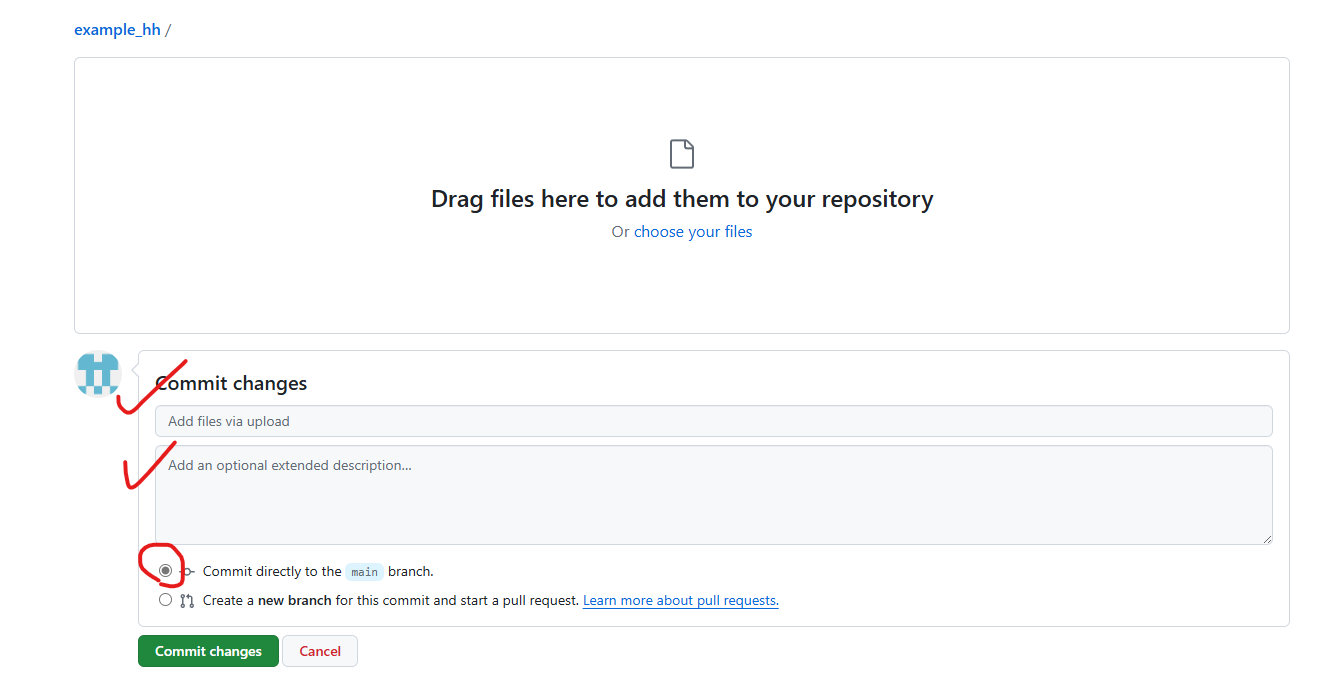 example_hh /
Drag files here to add them to your repository
Or choose your files
Commit changes
Add files via upload
Add an optional extended description...
Commit directly to the main branch.
Create a new branch for this commit and start a pull request. Learn more about pull requests.
Commit changes Cancel